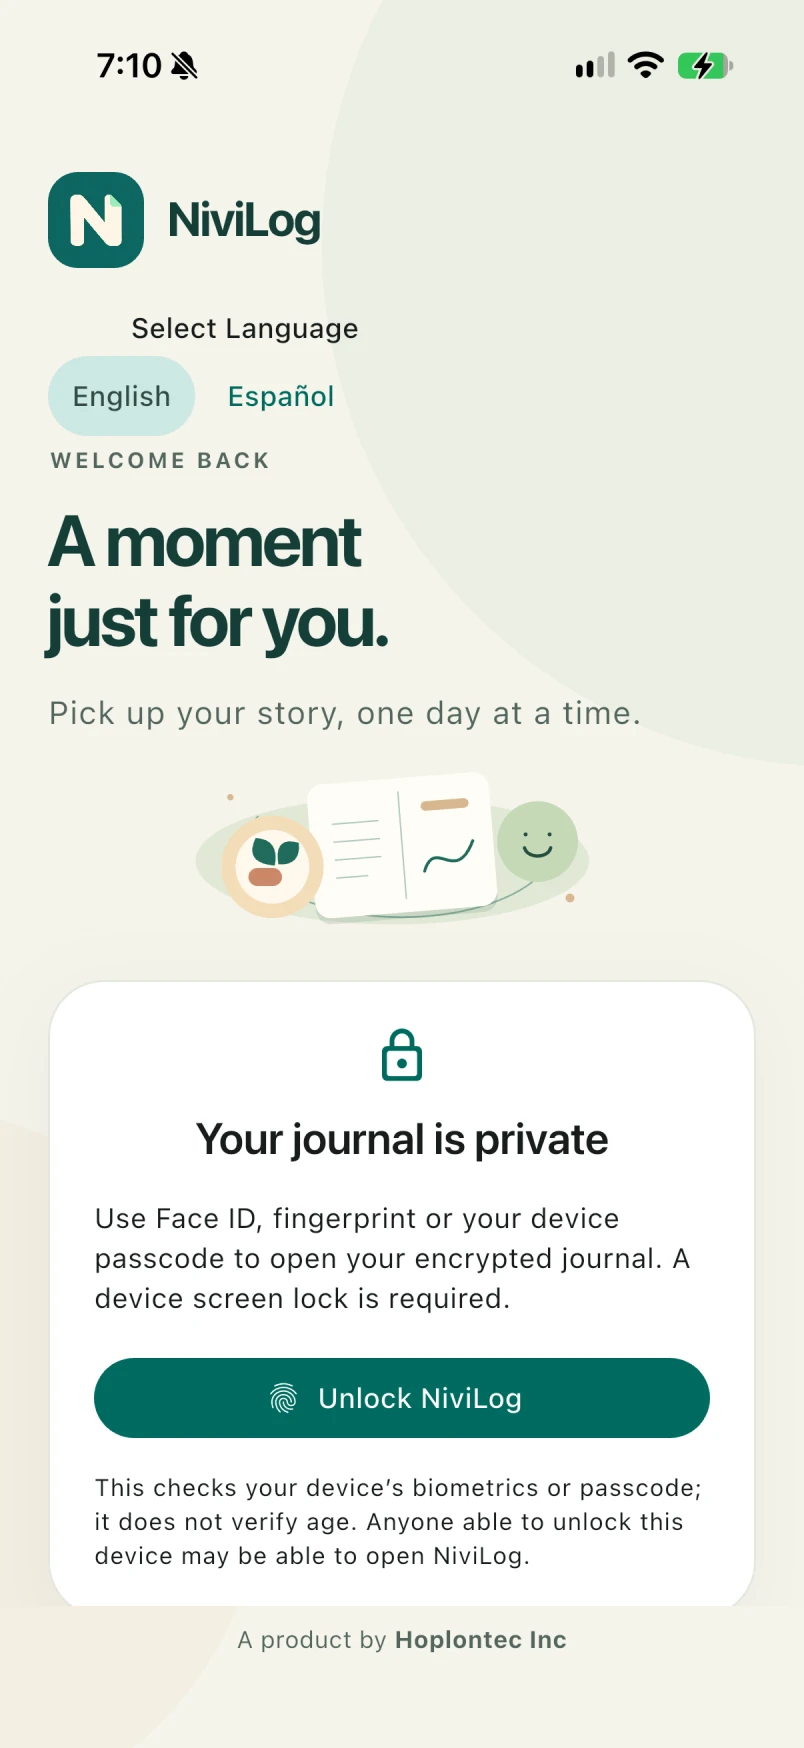 7:10
NiviLog
Select Language
English Español
WELCOME BACK
A moment
just for you.
Pick up your story, one day at a time.
Your journal is private
Use Face ID, fingerprint or your device
passcode to open your encrypted journal. A
device screen lock is required.
Unlock NiviLog
This checks your device’s biometrics or passcode;
it does not verify age. Anyone able to unlock this
device may be able to open NiviLog.
A product by Hoplontec Inc